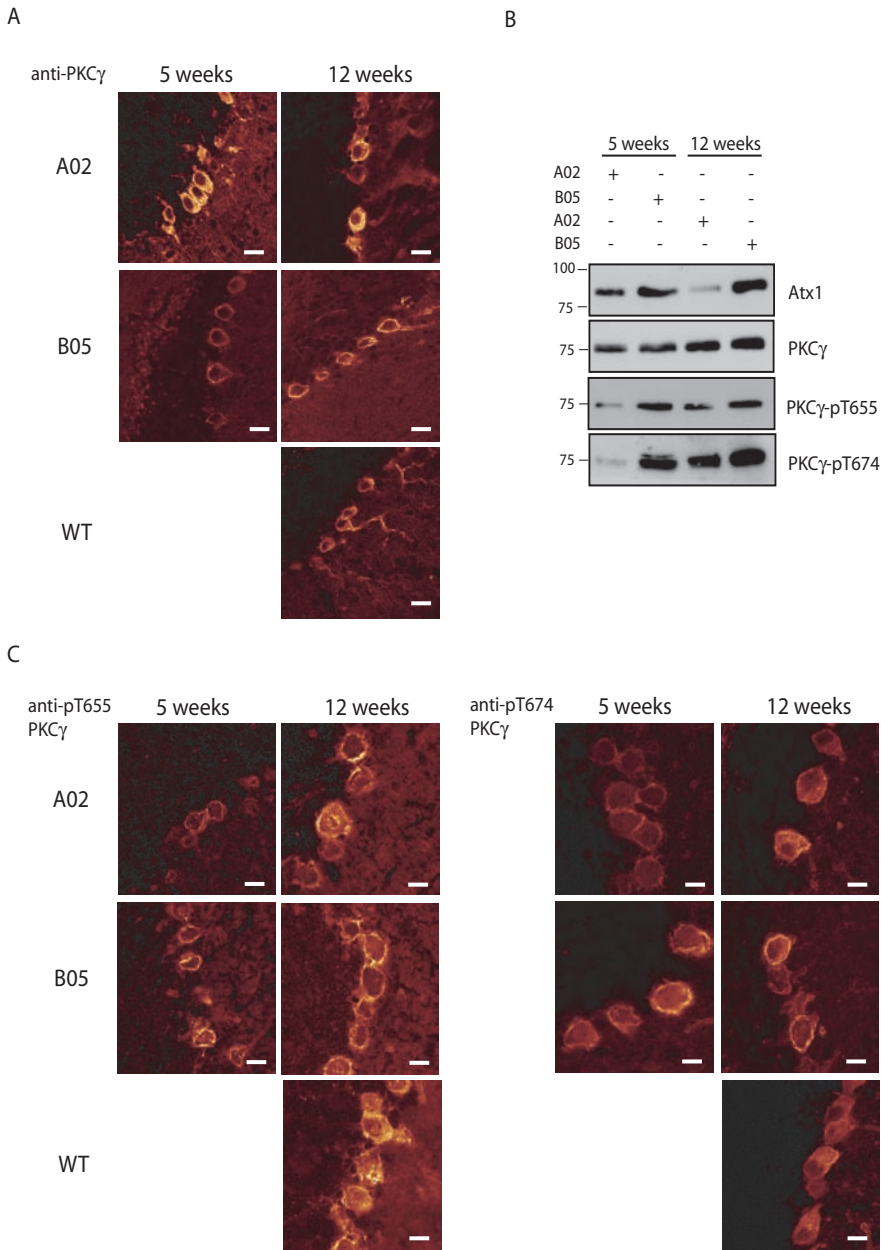 A
anti-PKCγ 5 weeks 12 weeks
A02
B05
WT
B
5 weeks 12 weeks
A02 + - - -
B05 - + - -
A02 - - + -
B05 - - - +
100
75
Atx1
75
PKCγ
75
PKCγ-pT655
75
PKCγ-pT674
C
anti-pT655
PKCγ
5 weeks 12 weeks
A02
B05
WT
anti-pT674
PKCγ
5 weeks 12 weeks